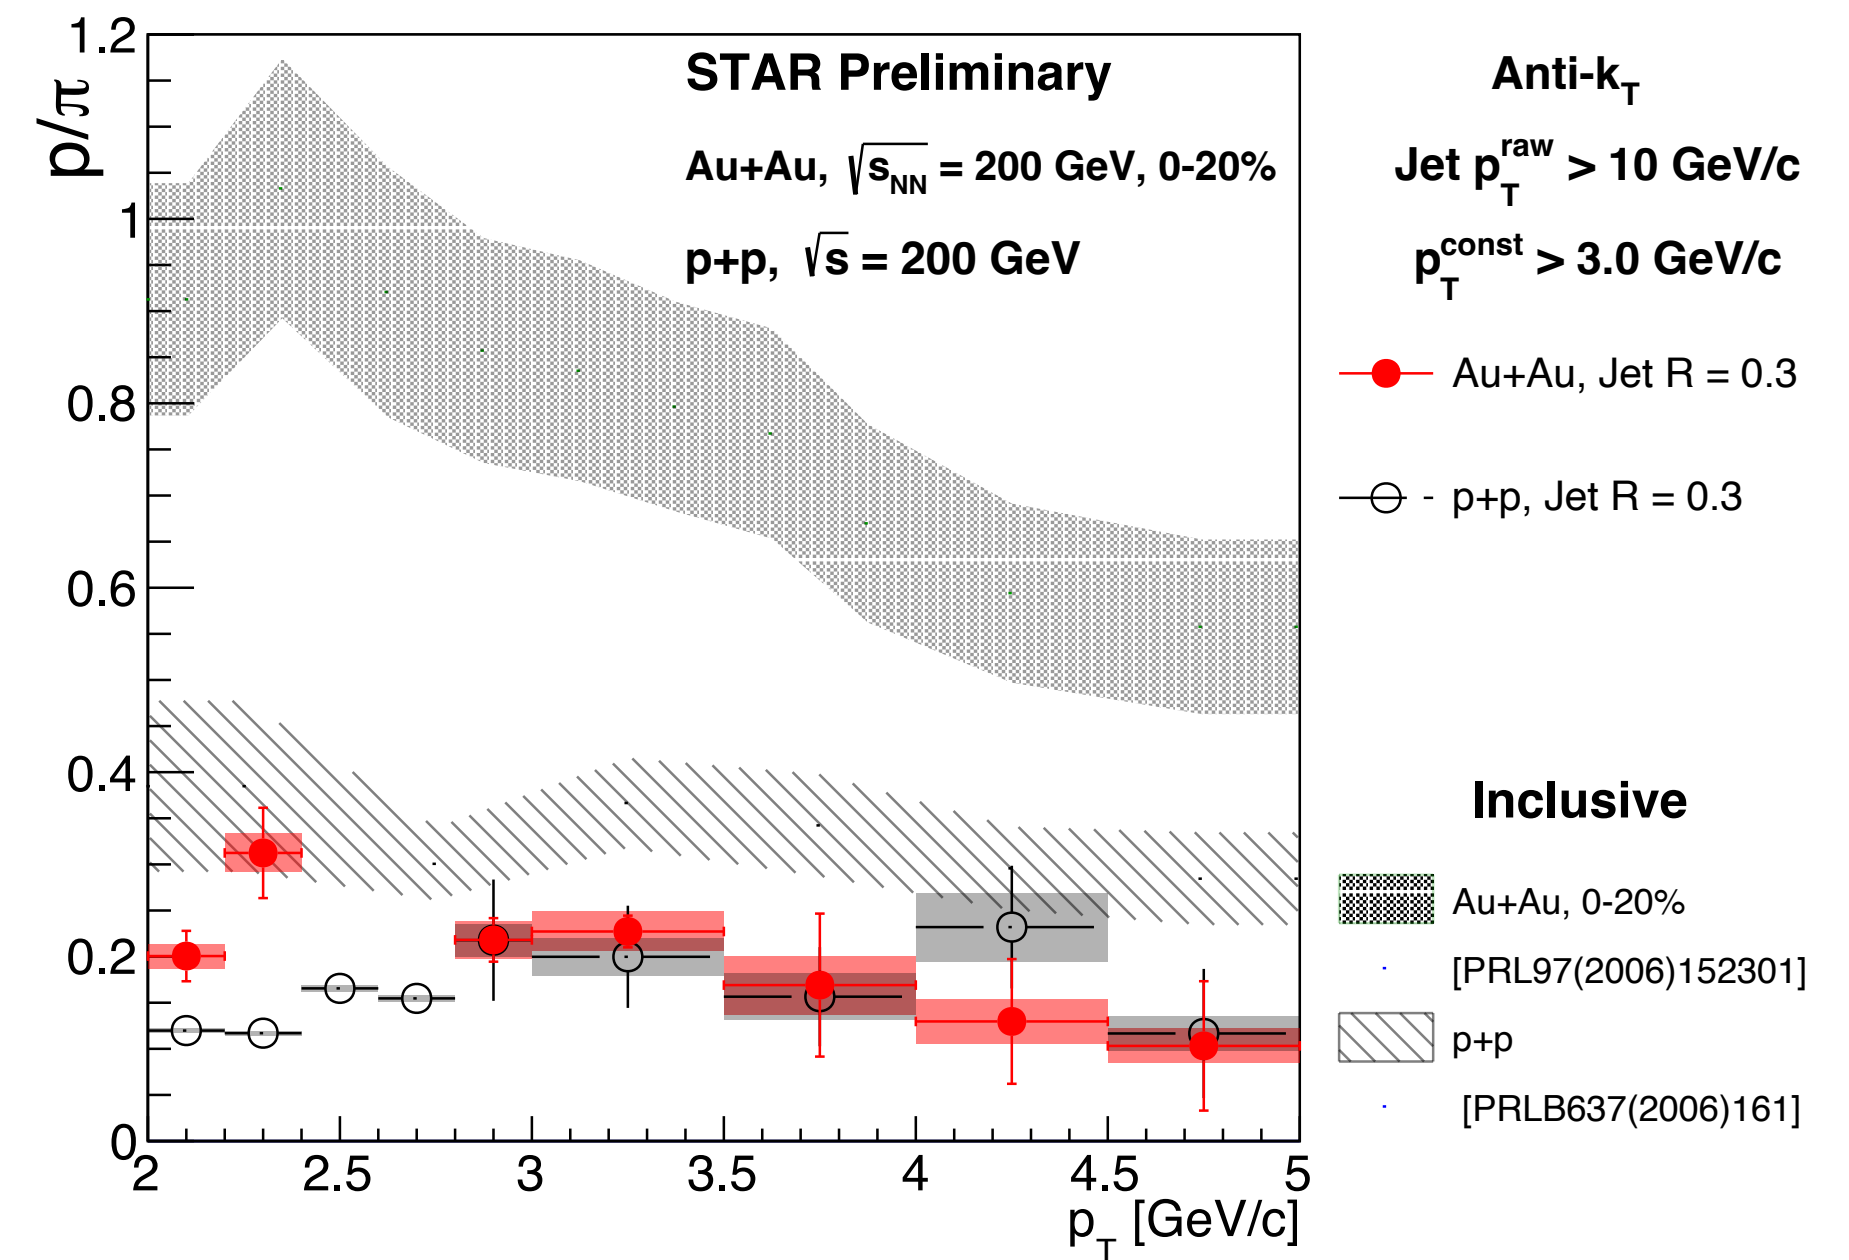 STAR Preliminary
Au+Au, √sNN = 200 GeV, 0-20%
p+p, √s = 200 GeV
Anti-kT
Jet pTraw > 10 GeV/c
pTconst > 3.0 GeV/c
Au+Au, Jet R = 0.3
p+p, Jet R = 0.3
Inclusive
Au+Au, 0-20%
[PRL97(2006)152301]
p+p
[PRLB637(2006)161]
p/π
1.2
1
0.8
0.6
0.4
0.2
0
2 2.5 3 3.5 4 4.5 5
pT [GeV/c]